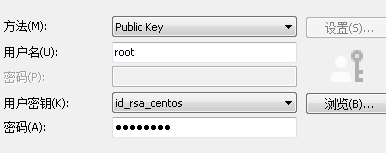 方法(M): Public Key 设置(S)...
用户名(U): root
密码(P):
用户密钥(K): id_rsa_centos 浏览(B)...
密码(A): ●●●●●●●●